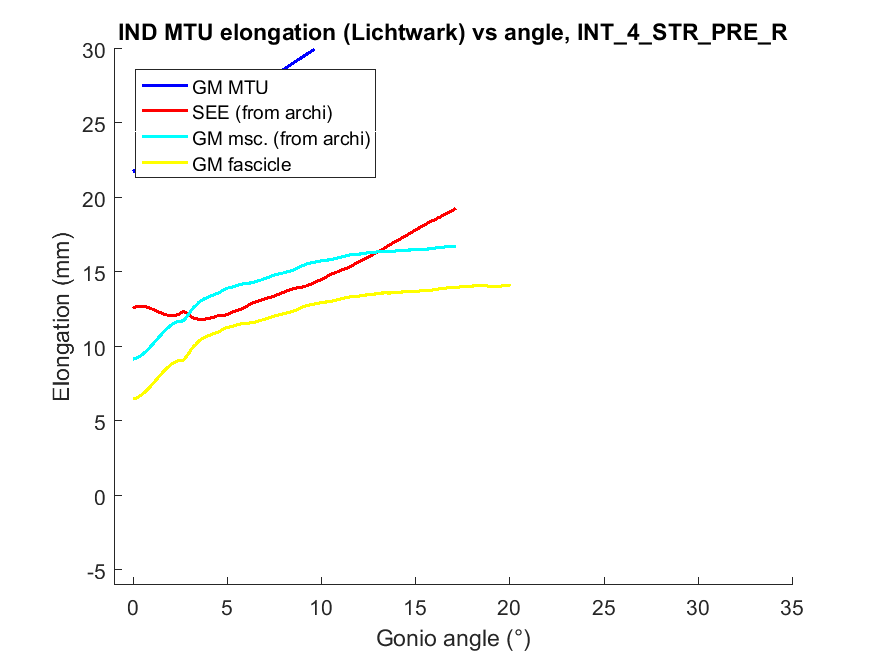 IND MTU elongation (Lichtwark) vs angle, INT_4_STR_PRE_R
30
25
20
15
10
5
0
-5
Elongation (mm)
GM MTU
SEE (from archi)
GM msc. (from archi)
GM fascicle
0 5 10 15 20 25 30 35
Gonio angle (°)